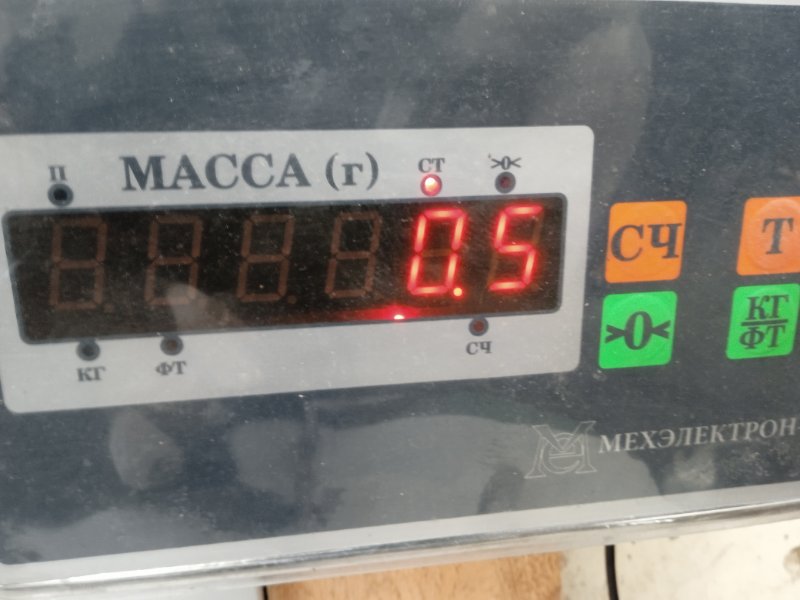 П МАССА (г) СТ >0<
0.5
КГ ФТ СЧ
СЧ Т
>0< КГ
ФТ
МЕХЭЛЕКТРОН-